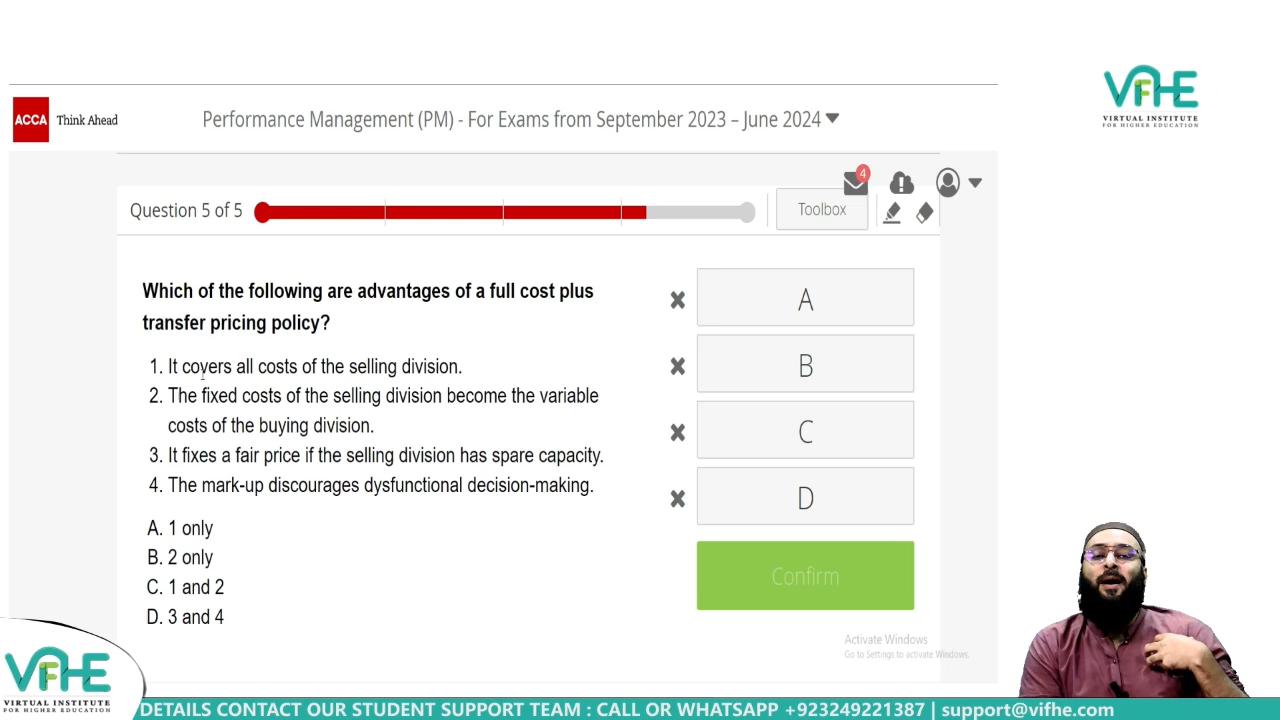 VFHE
VIRTUAL INSTITUTE
FOR HIGHER EDUCATION
ACCA Think Ahead
Performance Management (PM) - For Exams from September 2023 – June 2024
4
Question 5 of 5
Toolbox
Which of the following are advantages of a full cost plus
transfer pricing policy?
1. It covers all costs of the selling division.
2. The fixed costs of the selling division become the variable
costs of the buying division.
3. It fixes a fair price if the selling division has spare capacity.
4. The mark-up discourages dysfunctional decision-making.
A. 1 only
B. 2 only
C. 1 and 2
D. 3 and 4
A
B
C
D
Confirm
Activate Windows
Go to Settings to activate Windows.
VFHE
VIRTUAL INSTITUTE
FOR HIGHER EDUCATION
DETAILS CONTACT OUR STUDENT SUPPORT TEAM : CALL OR WHATSAPP +923249221387 | support@vifhe.com